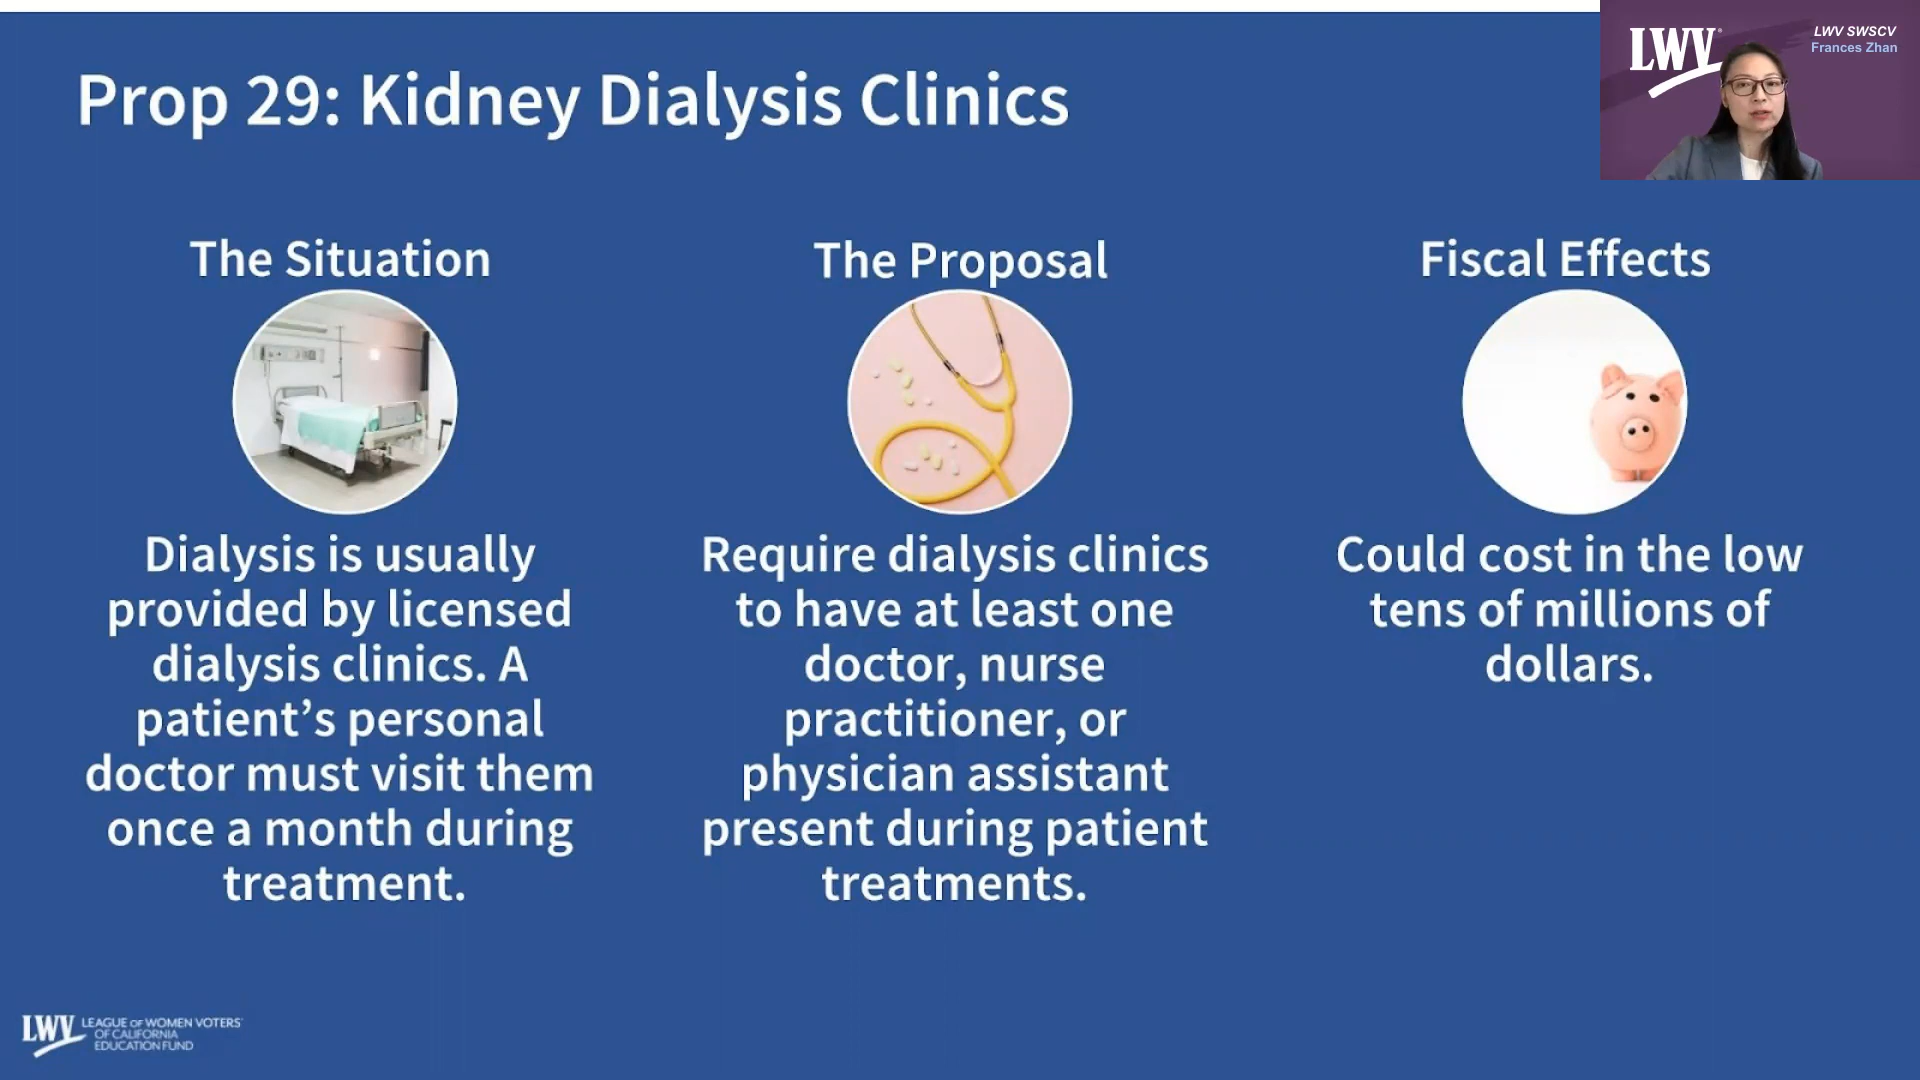 Prop 29: Kidney Dialysis Clinics
LWV
LWV SWSCV
Frances Zhan
The Situation
Dialysis is usually
provided by licensed
dialysis clinics. A
patient’s personal
doctor must visit them
once a month during
treatment.
The Proposal
Require dialysis clinics
to have at least one
doctor, nurse
practitioner, or
physician assistant
present during patient
treatments.
Fiscal Effects
Could cost in the low
tens of millions of
dollars.
LWV
LEAGUE OF WOMEN VOTERS®
OF CALIFORNIA
EDUCATION FUND